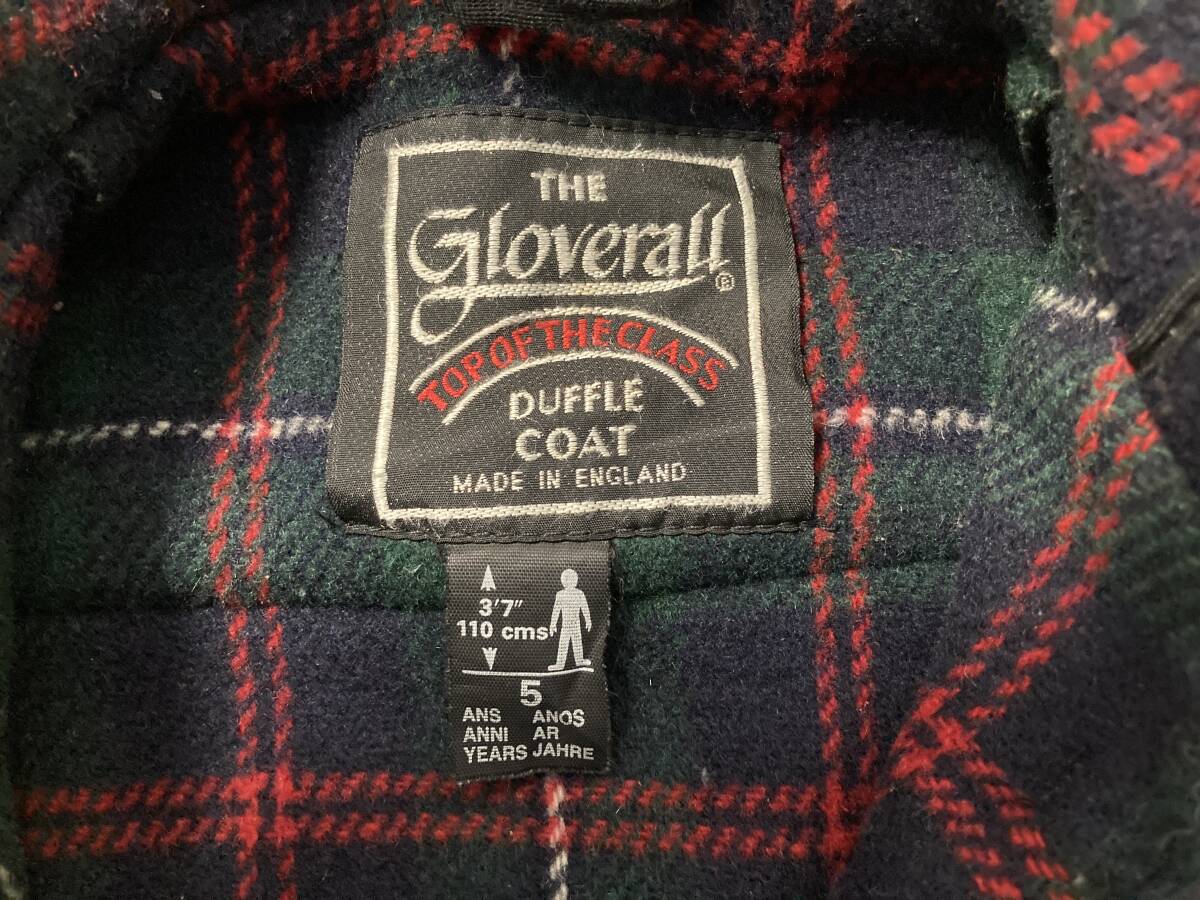 THE
Gloverall®
TOP OF THE CLASS
DUFFLE
COAT
MADE IN ENGLAND
3'7"
110 cms
5
ANS ANOS
ANNI AR
YEARS JAHRE